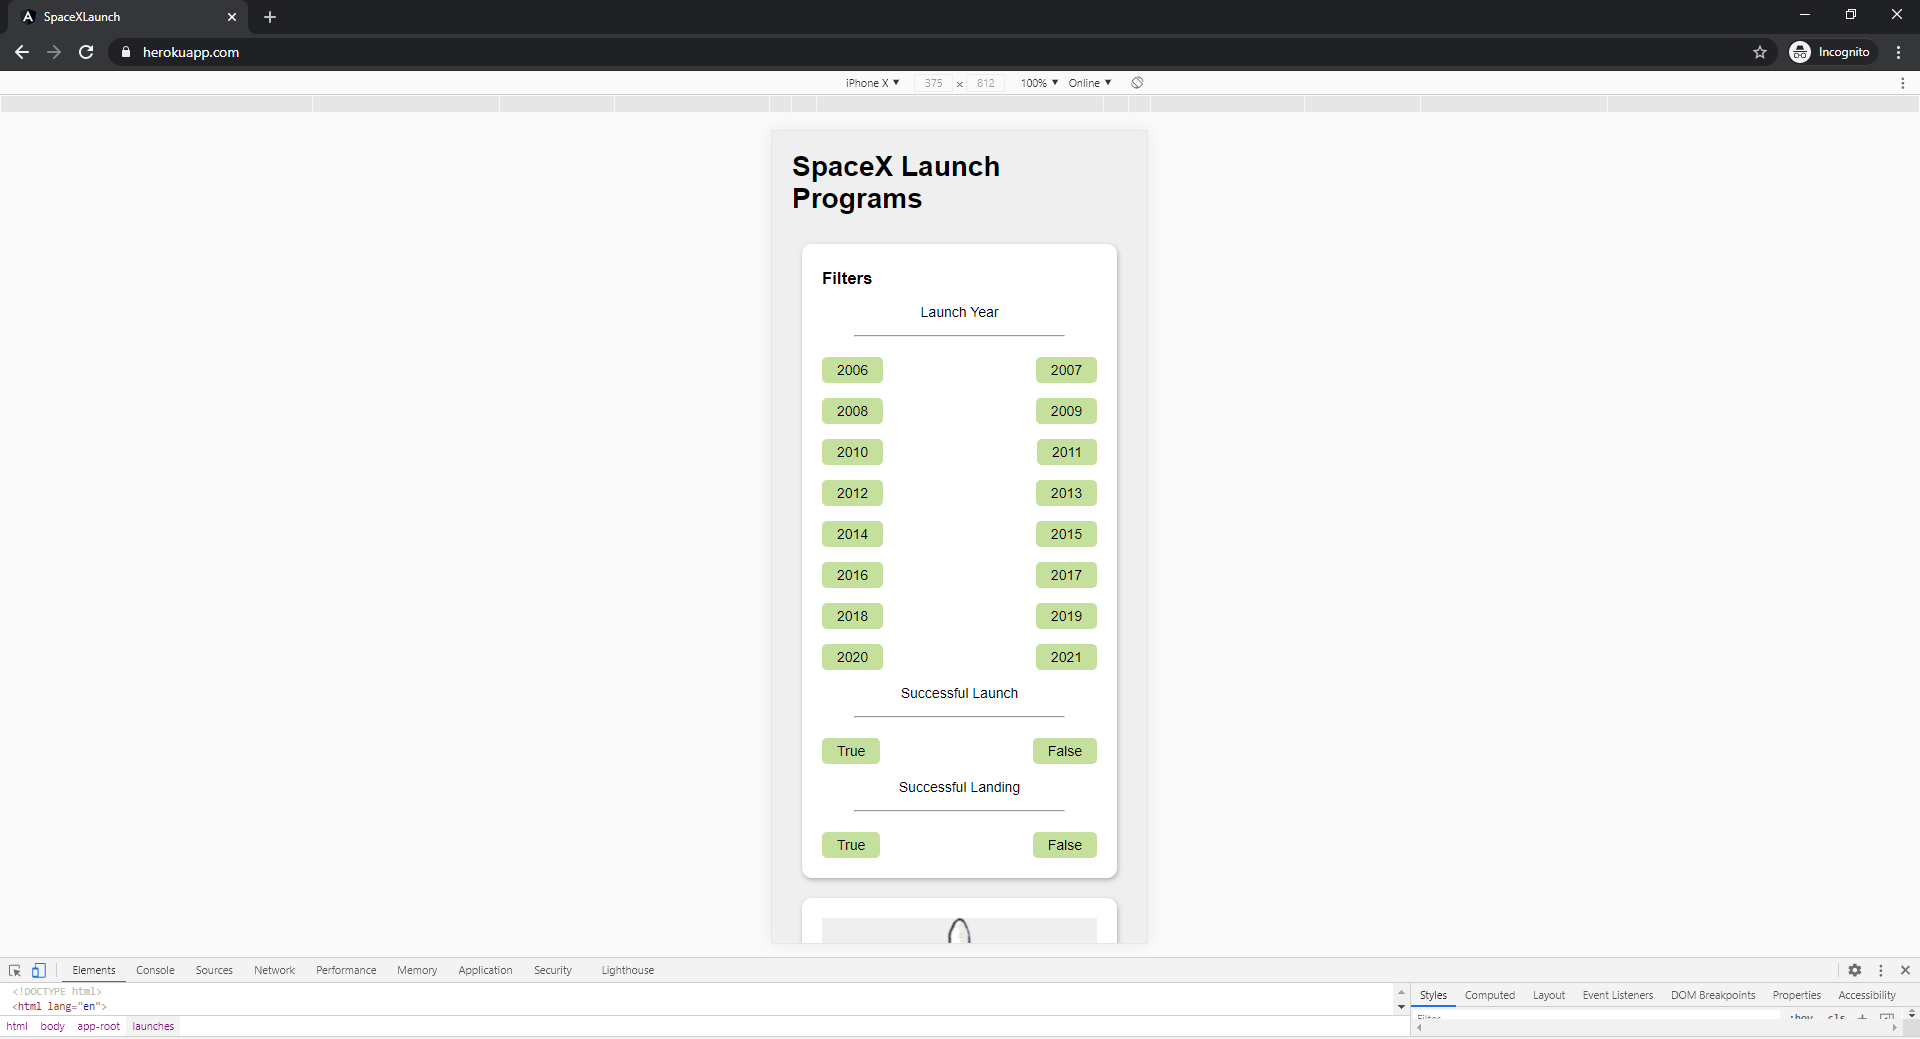 SpaceXLaunch
herokuapp.com
Incognito
iPhone X 375 x 812 100% Online
SpaceX Launch
Programs
Filters
Launch Year
2006 2007
2008 2009
2010 2011
2012 2013
2014 2015
2016 2017
2018 2019
2020 2021
Successful Launch
True False
Successful Landing
True False
Elements Console Sources Network Performance Memory Application Security Lighthouse
<!DOCTYPE html>
<html lang="en">
html body app-root launches
Styles Computed Layout Event Listeners DOM Breakpoints Properties Accessibility
Filter :hov .cls